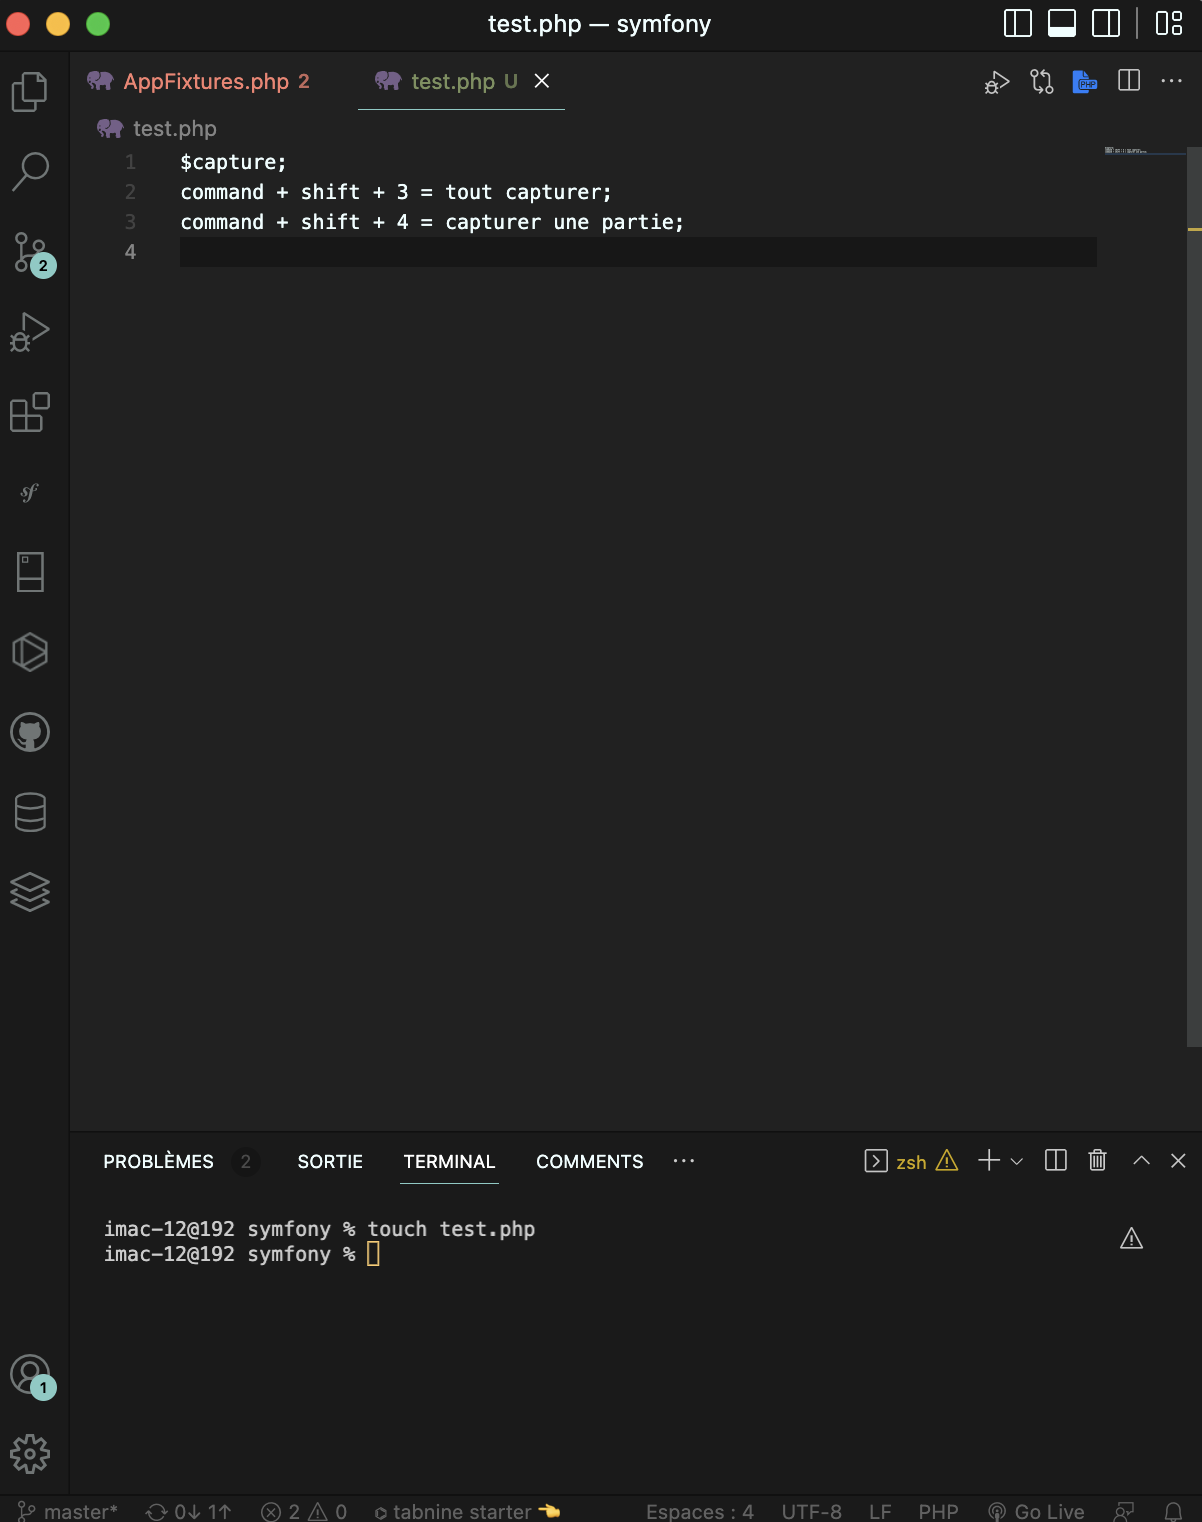 test.php — symfony
AppFixtures.php 2
test.php U
test.php
1 $capture;
2 command + shift + 3 = tout capturer;
3 command + shift + 4 = capturer une partie;
4
2
sf
PHP
PROBLÈMES 2 SORTIE TERMINAL COMMENTS
zsh
imac-12@192 symfony % touch test.php
imac-12@192 symfony %
1
master* 0↓ 1↑ 2 0 tabnine starter Espaces : 4 UTF-8 LF PHP Go Live